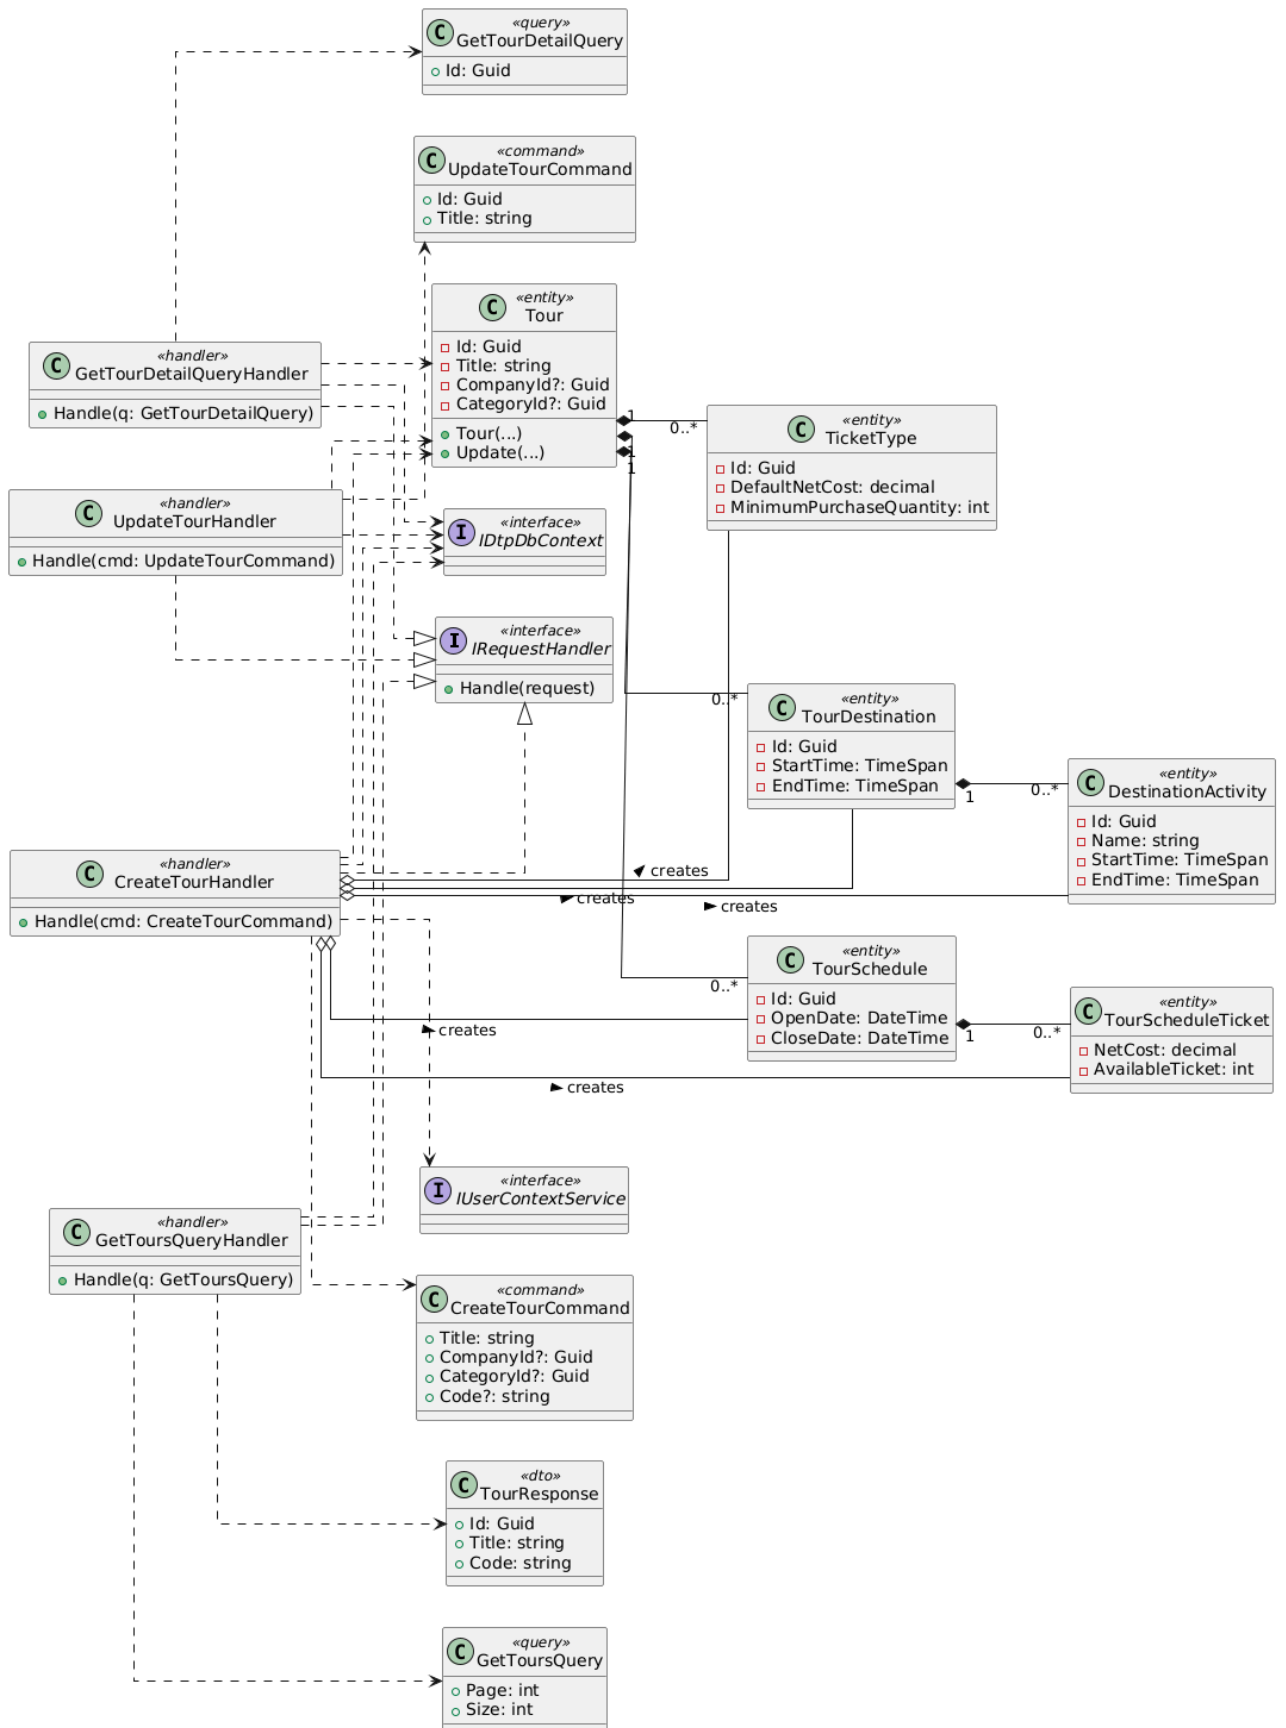 «query»
GetTourDetailQuery
Id: Guid
«command»
UpdateTourCommand
Id: Guid
Title: string
«entity»
Tour
Id: Guid
Title: string
CompanyId?: Guid
CategoryId?: Guid
Tour(...)
Update(...)
«handler»
GetTourDetailQueryHandler
Handle(q: GetTourDetailQuery)
1
0..*
1
1
«entity»
TicketType
Id: Guid
DefaultNetCost: decimal
MinimumPurchaseQuantity: int
«handler»
UpdateTourHandler
Handle(cmd: UpdateTourCommand)
«interface»
IDtpDbContext
«interface»
IRequestHandler
Handle(request)
0..*
«entity»
TourDestination
Id: Guid
StartTime: TimeSpan
EndTime: TimeSpan
1
0..*
«entity»
DestinationActivity
Id: Guid
Name: string
StartTime: TimeSpan
EndTime: TimeSpan
«handler»
CreateTourHandler
Handle(cmd: CreateTourCommand)
creates
creates
creates
«entity»
TourSchedule
Id: Guid
OpenDate: DateTime
CloseDate: DateTime
0..*
creates
1
0..*
«entity»
TourScheduleTicket
NetCost: decimal
AvailableTicket: int
creates
«interface»
IUserContextService
«handler»
GetToursQueryHandler
Handle(q: GetToursQuery)
«command»
CreateTourCommand
Title: string
CompanyId?: Guid
CategoryId?: Guid
Code?: string
«dto»
TourResponse
Id: Guid
Title: string
Code: string
«query»
GetToursQuery
Page: int
Size: int